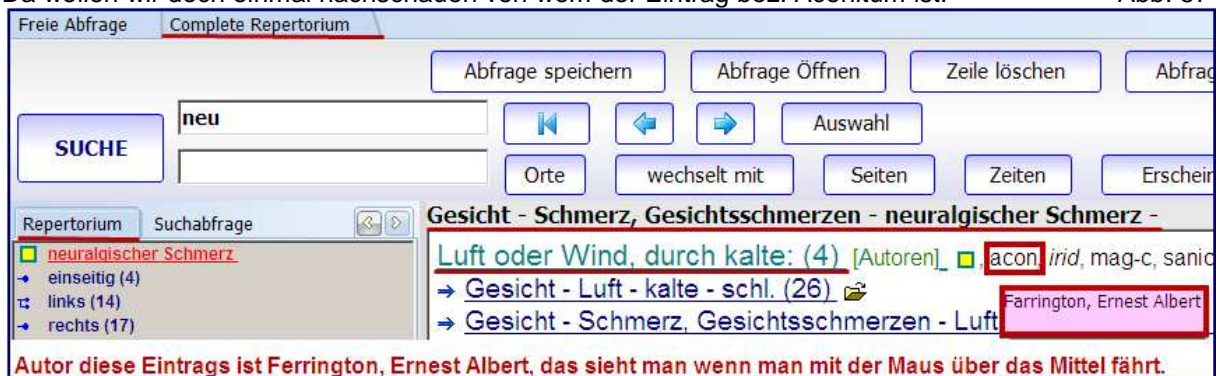 Freie Abfrage Complete Repertorium
Abfrage speichern Abfrage Öffnen Zeile löschen
neu
SUCHE
Auswahl
Orte wechselt mit Seiten Zeiten
Repertorium Suchabfrage
Gesicht - Schmerz, Gesichtsschmerzen - neuralgischer Schmerz -
neuralgischer Schmerz
einseitig (4)
links (14)
rechts (17)
Luft oder Wind, durch kalte: (4) [Autoren] , acon, irid, mag-c, sanic
→ Gesicht - Luft - kalte - schl. (26)
→ Gesicht - Schmerz, Gesichtsschmerzen - Luft
Farrington, Ernest Albert
Autor diese Eintrags ist Ferrington, Ernest Albert, das sieht man wenn man mit der Maus über das Mittel fährt.